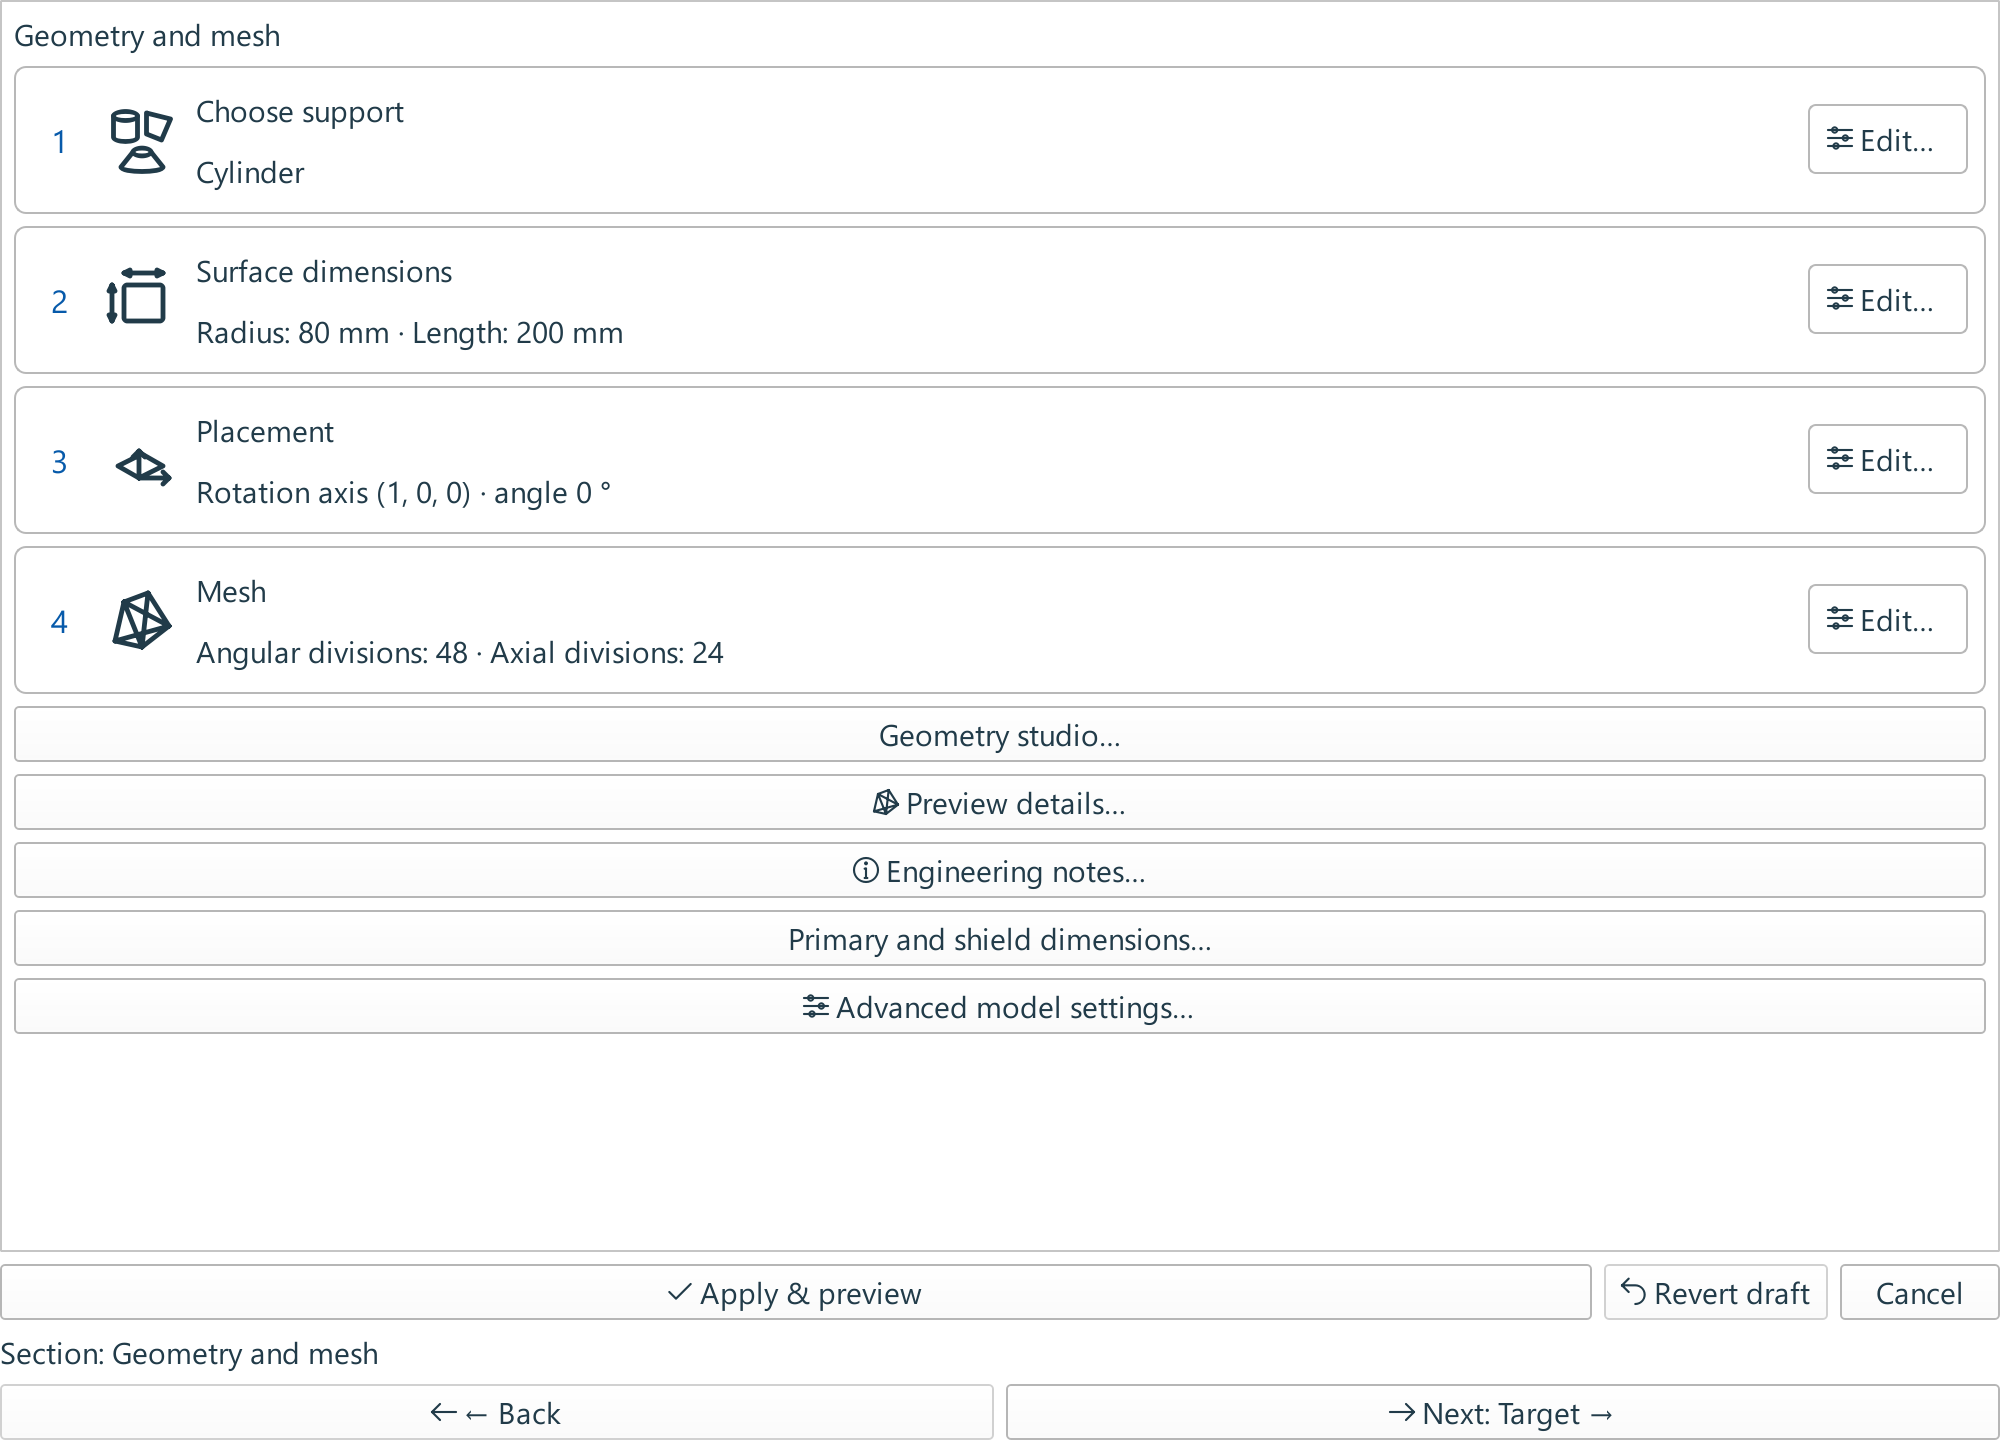 Geometry and mesh
1
Choose support
Cylinder
Edit...
2
Surface dimensions
Radius: 80 mm · Length: 200 mm
Edit...
3
Placement
Rotation axis (1, 0, 0) · angle 0 °
Edit...
4
Mesh
Angular divisions: 48 · Axial divisions: 24
Edit...
Geometry studio...
Preview details...
Engineering notes...
Primary and shield dimensions...
Advanced model settings...
Apply & preview
Revert draft
Cancel
Section: Geometry and mesh
← Back
Next: Target →